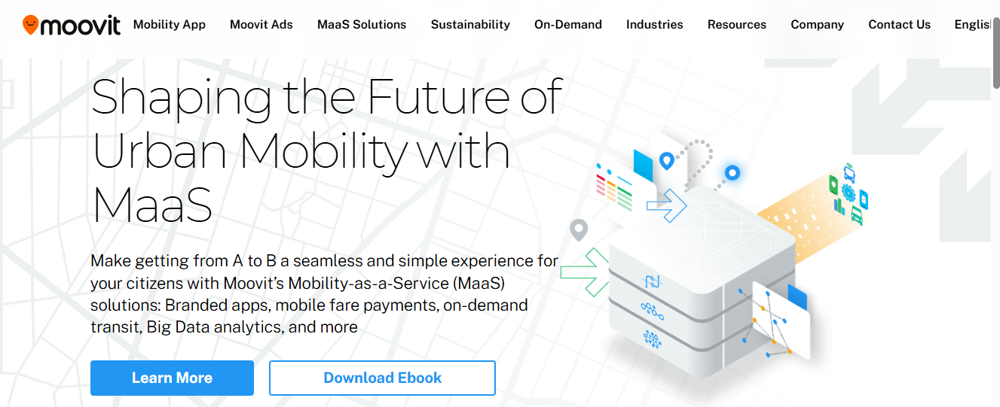 moovit
Mobility App
Moovit Ads
MaaS Solutions
Sustainability
On-Demand
Industries
Resources
Company
Contact Us
Shaping the Future of
Urban Mobility with
MaaS
Make getting from A to B a seamless and simple experience for
your citizens with Moovit’s Mobility-as-a-Service (MaaS)
solutions: Branded apps, mobile fare payments, on-demand
transit, Big Data analytics, and more
Learn More
Download Ebook